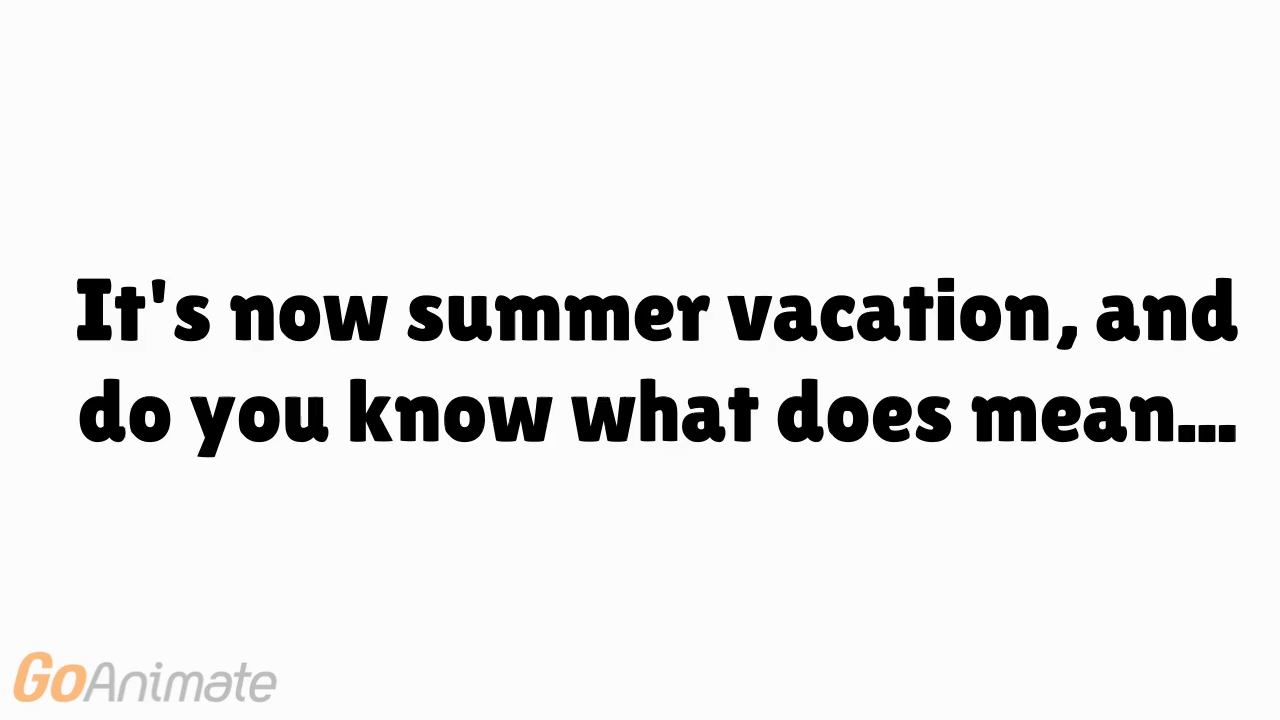 It's now summer vacation, and
do you know what does mean...
GoAnimate